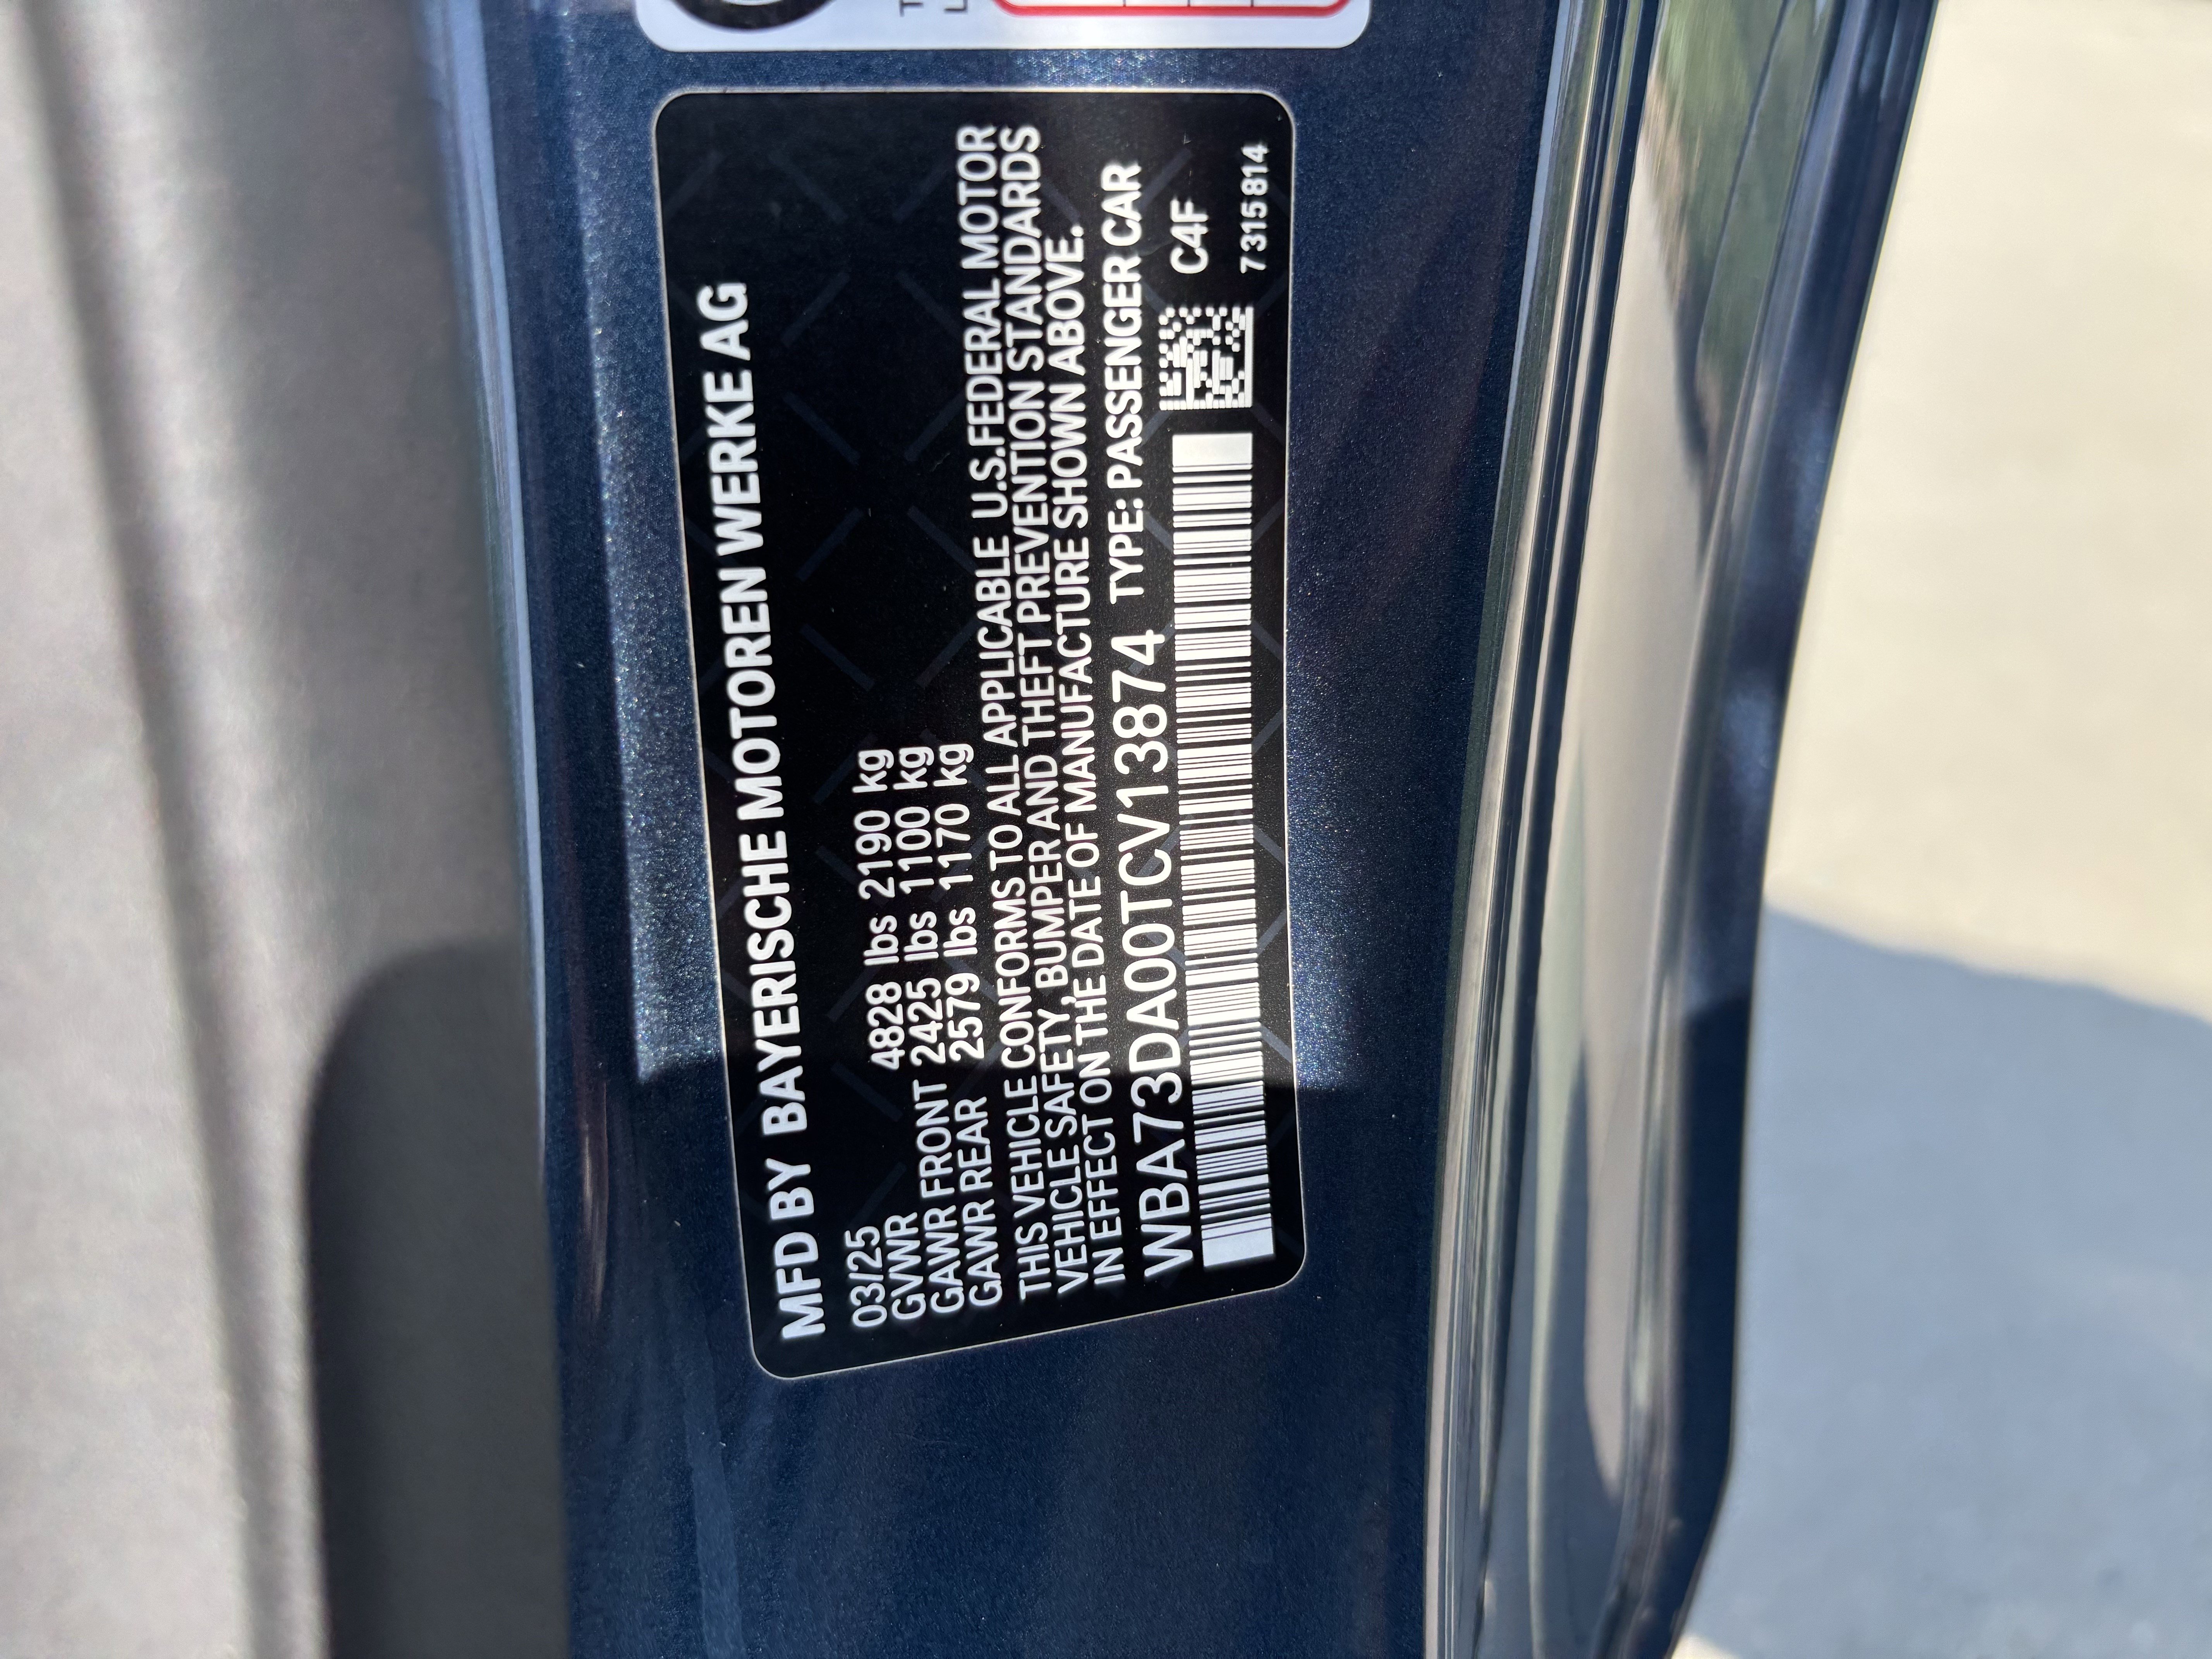 MFD BY BAYERISCHE MOTOREN WERKE AG
03/25
GVWR 4828 lbs 2190 kg
GAWR FRONT 2425 lbs 1100 kg
GAWR REAR 2579 lbs 1170 kg
THIS VEHICLE CONFORMS TO ALL APPLICABLE U.S.FEDERAL MOTOR
VEHICLE SAFETY, BUMPER AND THEFT PREVENTION STANDARDS
IN EFFECT ON THE DATE OF MANUFACTURE SHOWN ABOVE.
WBA73DA00TCV13874 TYPE: PASSENGER CAR
C4F
7315814